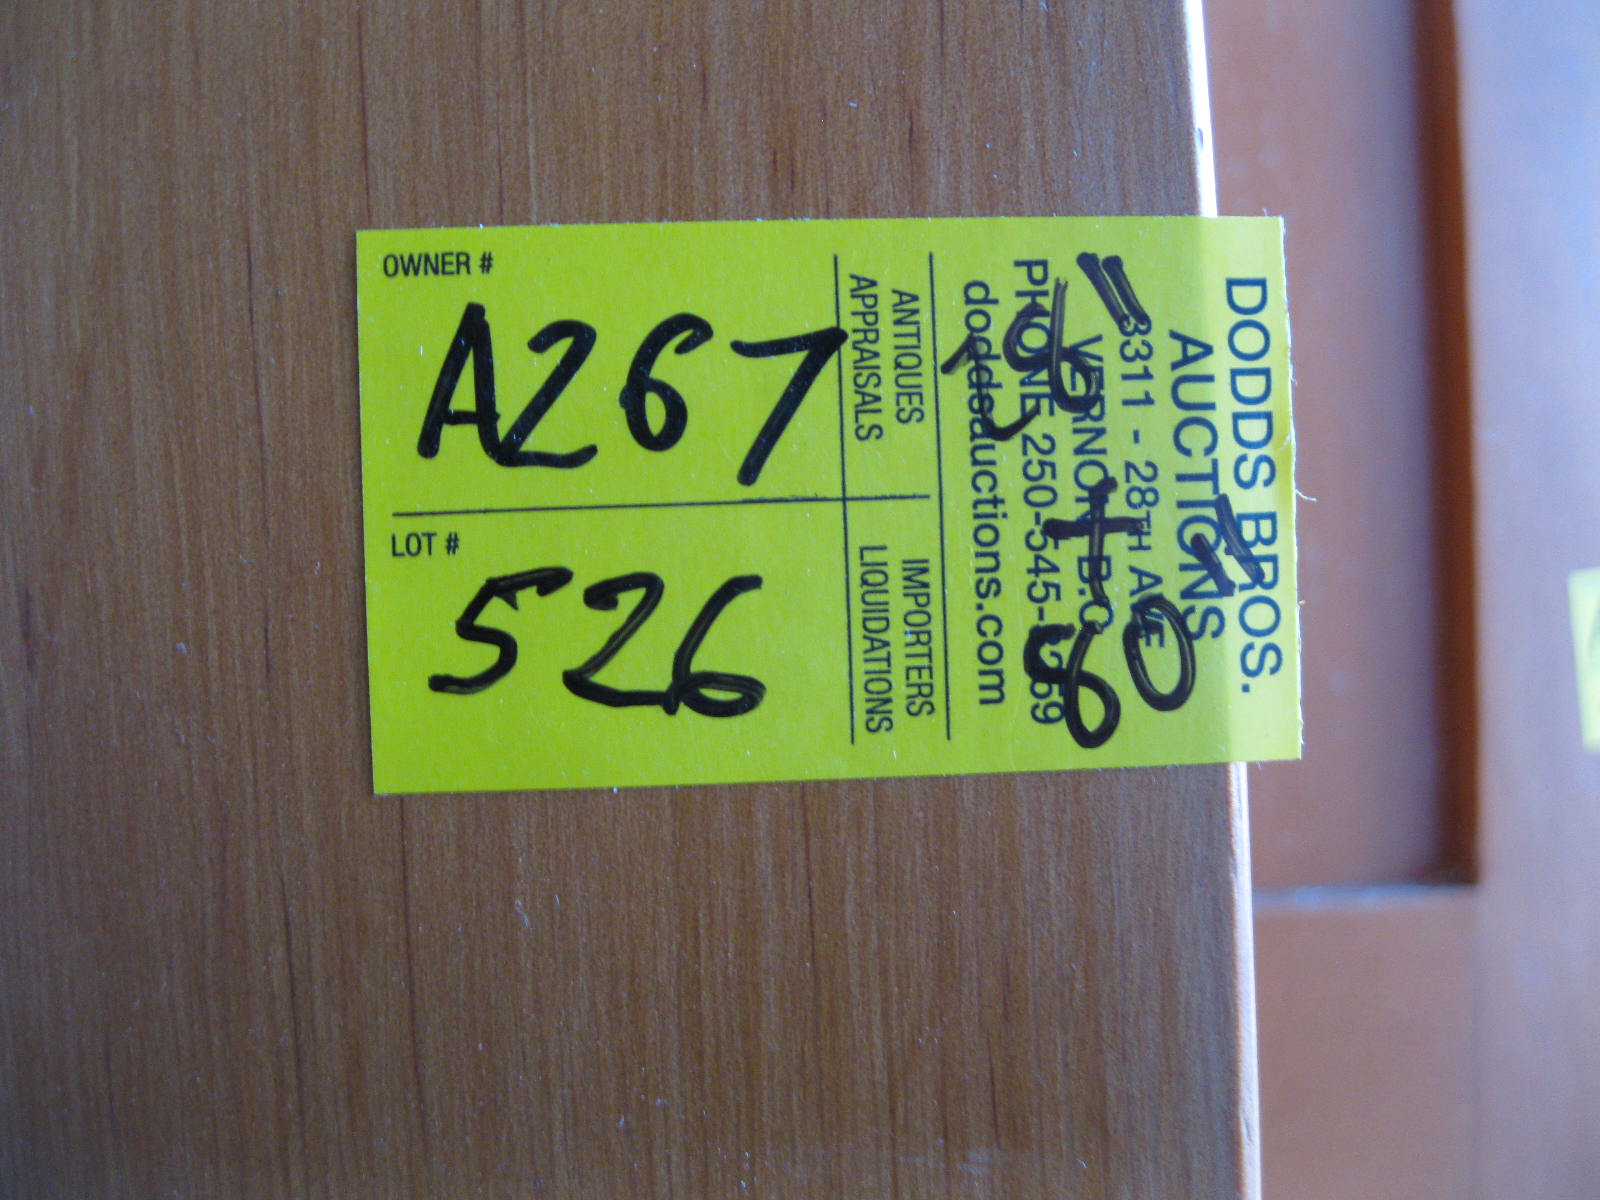 OWNER #
A267
LOT #
526
ANTIQUES
APPRAISALS
IMPORTERS
LIQUIDATIONS
DODDS BROS.
AUCTIONS
3311 - 28TH AVE
VERNON B.C.
PHONE 250-545-
doddsauctions.com